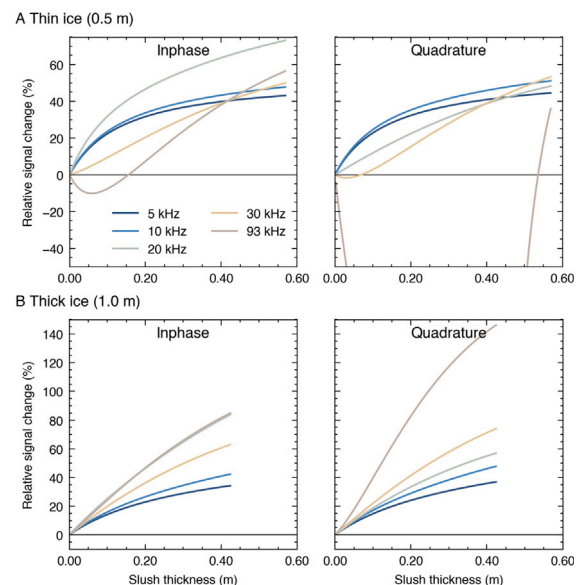 A Thin ice (0.5 m)
Inphase
Quadrature
Relative signal change (%)
60
40
20
0
−20
−40
5 kHz
10 kHz
20 kHz
30 kHz
93 kHz
0.00 0.20 0.40 0.60
0.00 0.20 0.40 0.60
B Thick ice (1.0 m)
Inphase
Quadrature
Relative signal change (%)
140
120
100
80
60
40
20
0
0.00 0.20 0.40 0.60
0.00 0.20 0.40 0.60
Slush thickness (m)
Slush thickness (m)